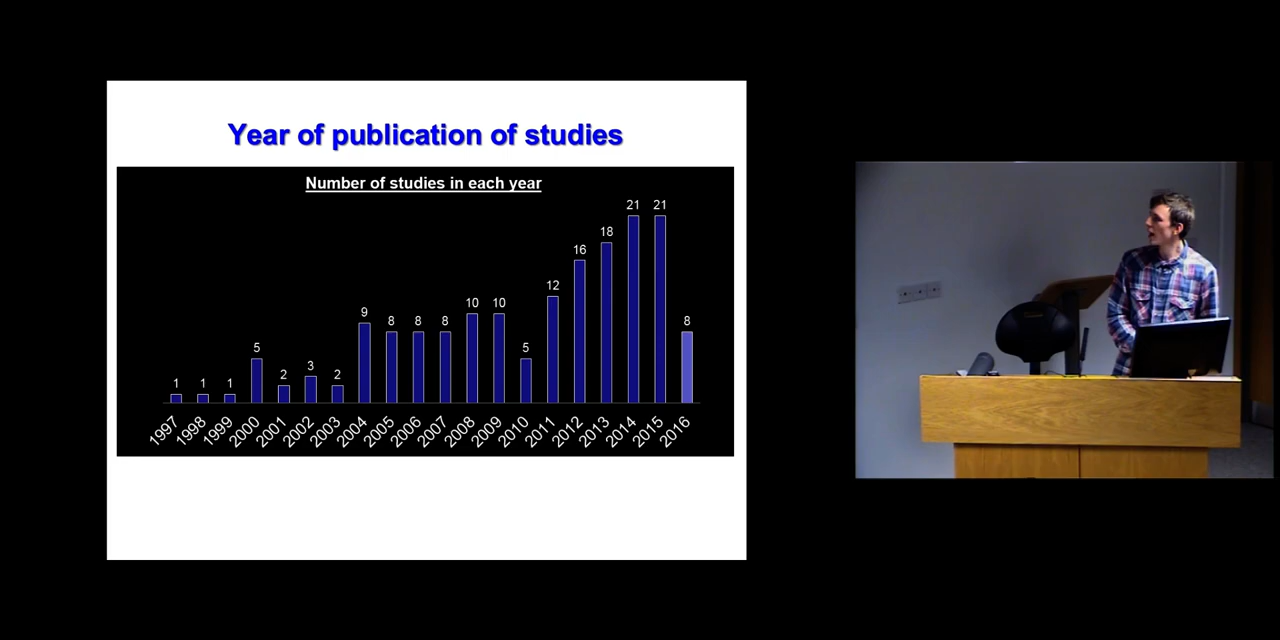 Year of publication of studies
Number of studies in each year
1 1 1 5 2 3 2 9 8 8 8 10 10 5 12 16 18 21 21 8
1997 1998 1999 2000 2001 2002 2003 2004 2005 2006 2007 2008 2009 2010 2011 2012 2013 2014 2015 2016